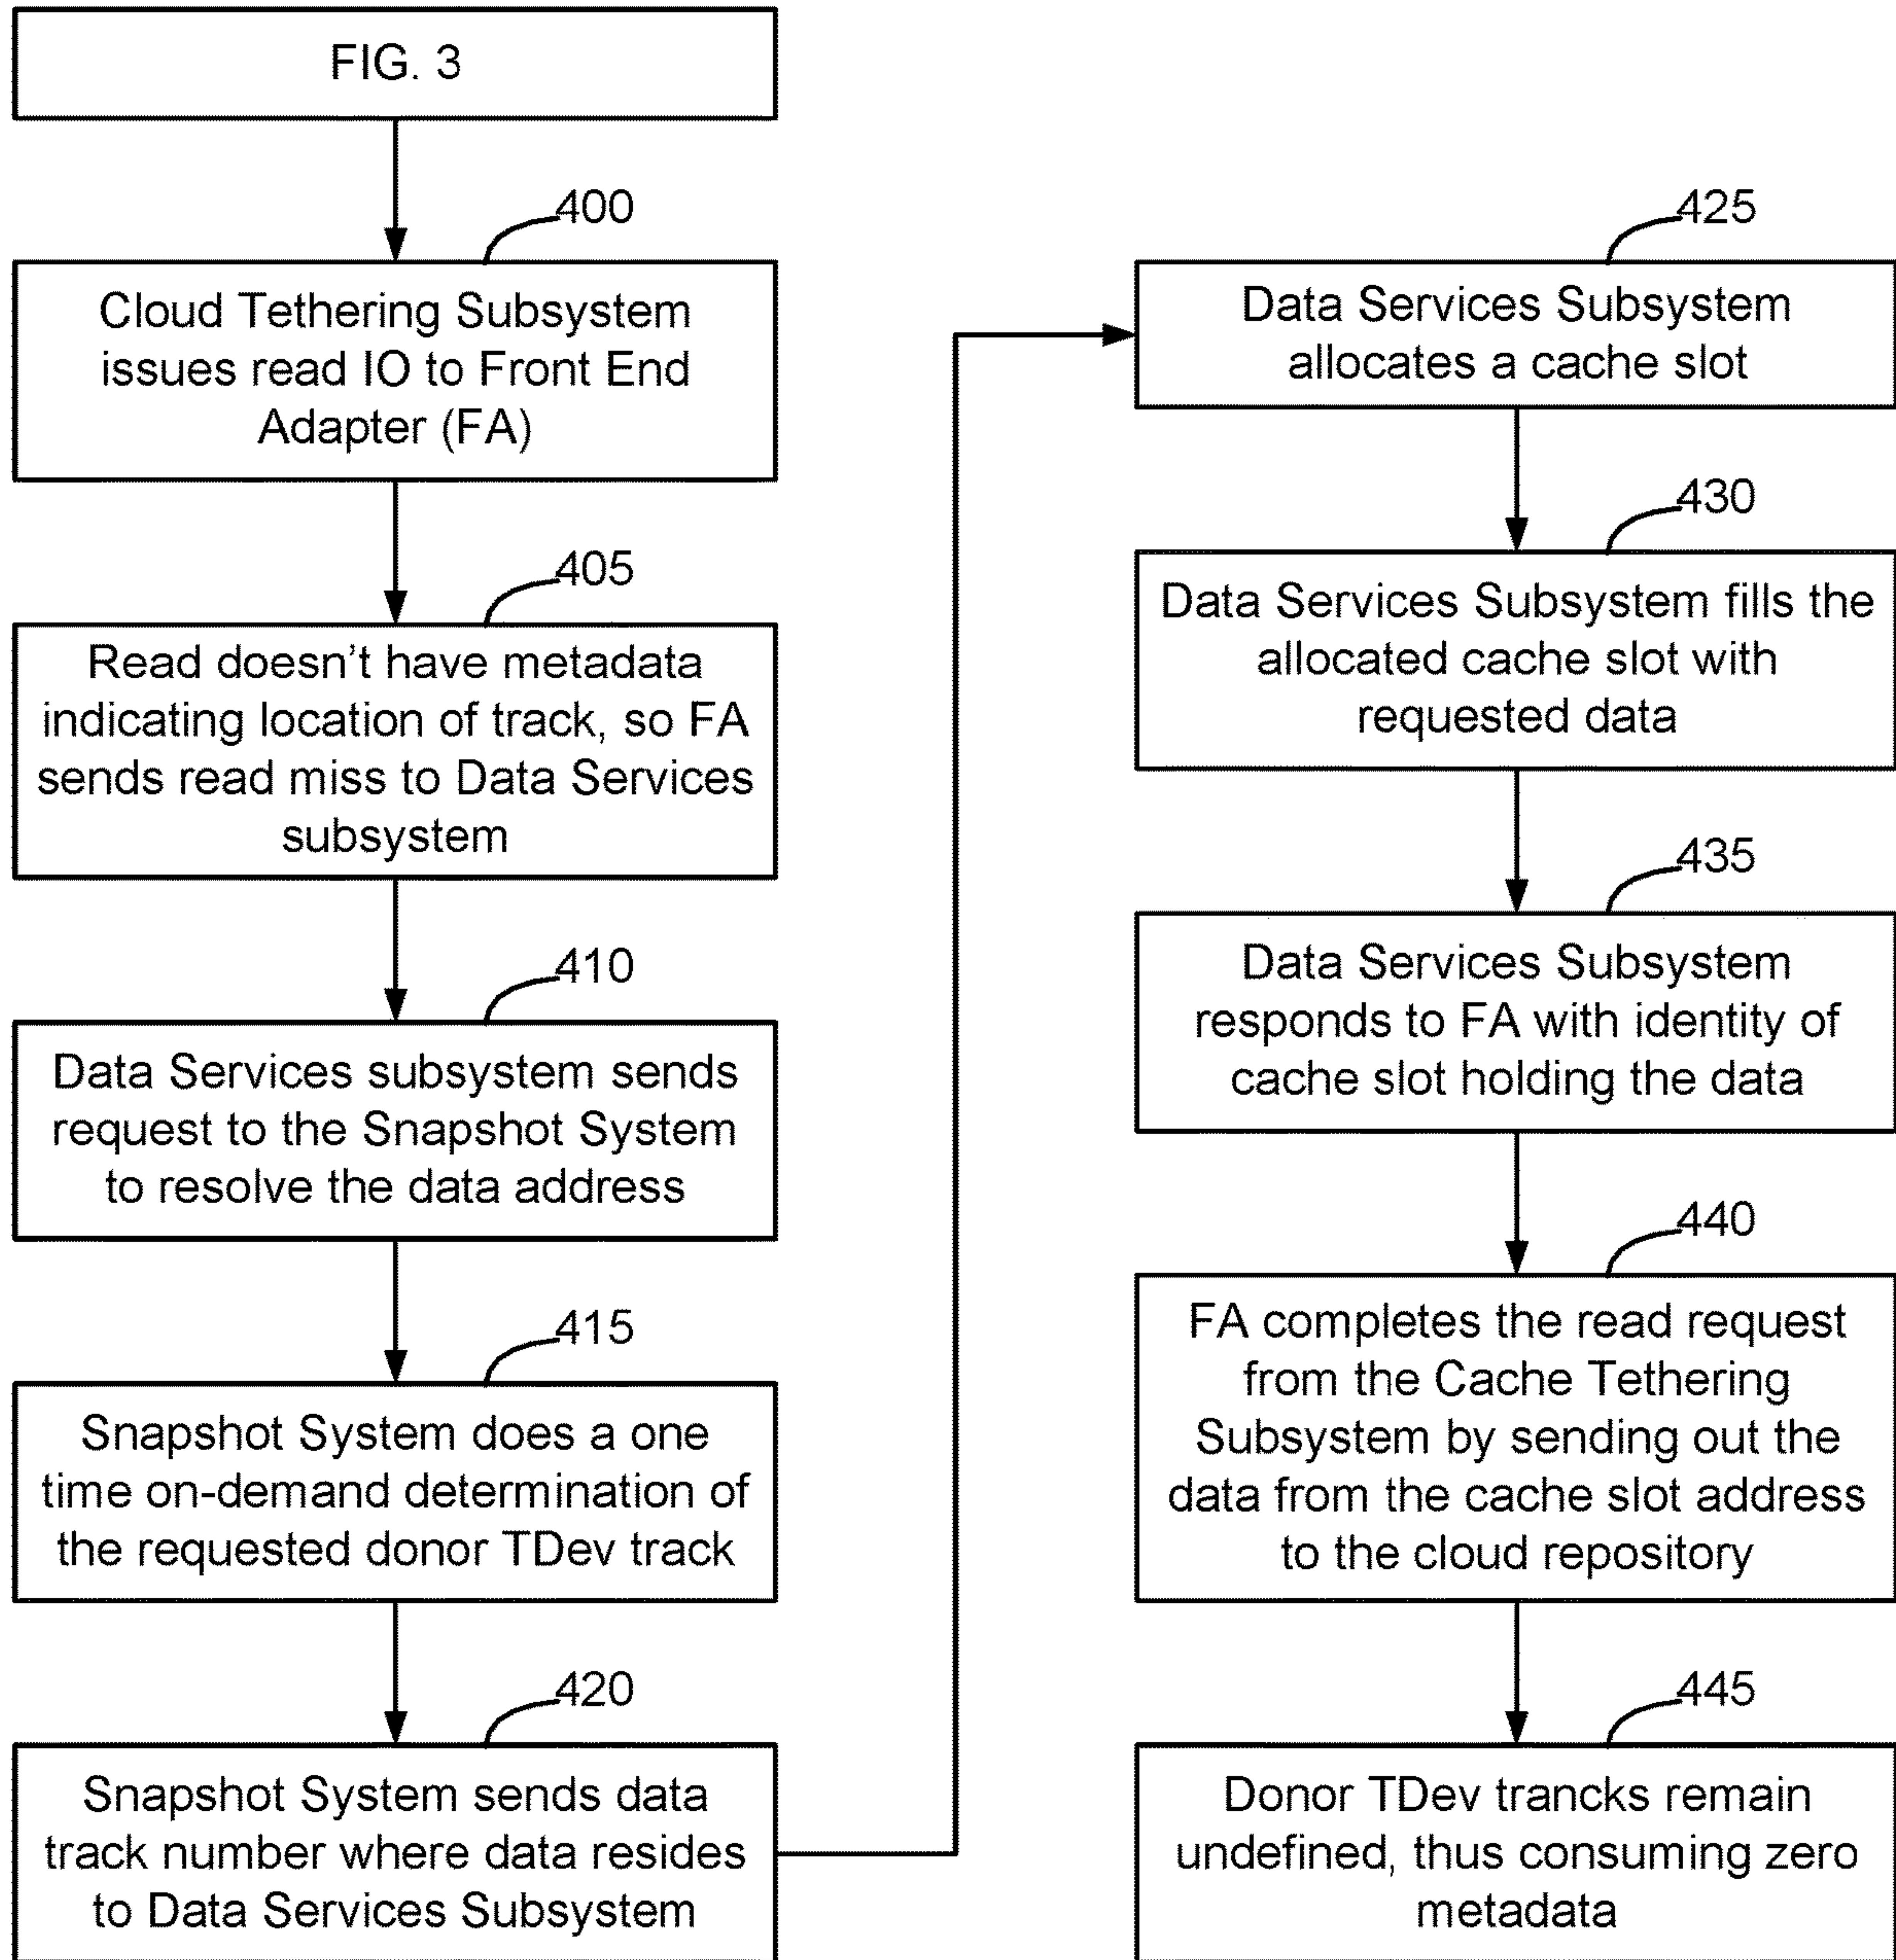 FIG. 3
400
Cloud Tethering Subsystem
issues read IO to Front End
Adapter (FA)
405
Read doesn't have metadata
indicating location of track, so FA
sends read miss to Data Services
subsystem
410
Data Services subsystem sends
request to the Snapshot System
to resolve the data address
415
Snapshot System does a one
time on-demand determination of
the requested donor TDev track
420
Snapshot System sends data
track number where data resides
to Data Services Subsystem
425
Data Services Subsystem
allocates a cache slot
430
Data Services Subsystem fills the
allocated cache slot with
requested data
435
Data Services Subsystem
responds to FA with identity of
cache slot holding the data
440
FA completes the read request
from the Cache Tethering
Subsystem by sending out the
data from the cache slot address
to the cloud repository
445
Donor TDev trancks remain
undefined, thus consuming zero
metadata